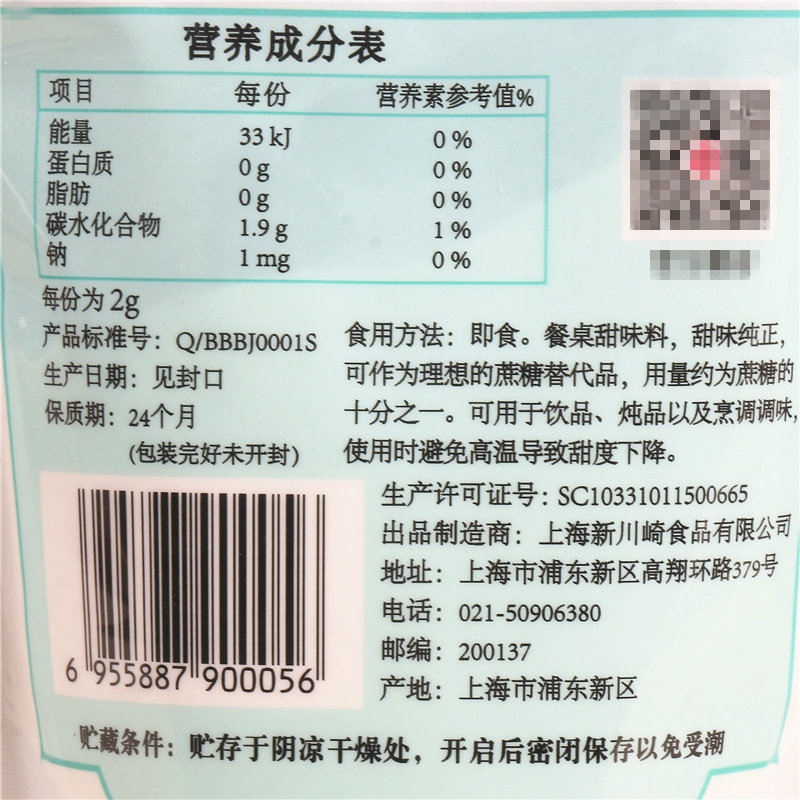 营养成分表
项目 每份 营养素参考值%
能量 33 kJ 0 %
蛋白质 0 g 0 %
脂肪 0 g 0 %
碳水化合物 1.9 g 1 %
钠 1 mg 0 %
每份为 2g
产品标准号：Q/BBBJ0001S
生产日期：见封口
保质期：24个月
(包装完好未开封)
食用方法：即食。餐桌甜味料，甜味纯正，
可作为理想的蔗糖替代品，用量约为蔗糖的
十分之一。可用于饮品、炖品以及烹调调味，
使用时避免高温导致甜度下降。
生产许可证号：SC10331011500665
出品制造商：上海新川崎食品有限公司
地址：上海市浦东新区高翔环路379号
电话：021-50906380
邮编：200137
产地：上海市浦东新区
6 955887 900056
贮藏条件：贮存于阴凉干燥处，开启后密闭保存以免受潮